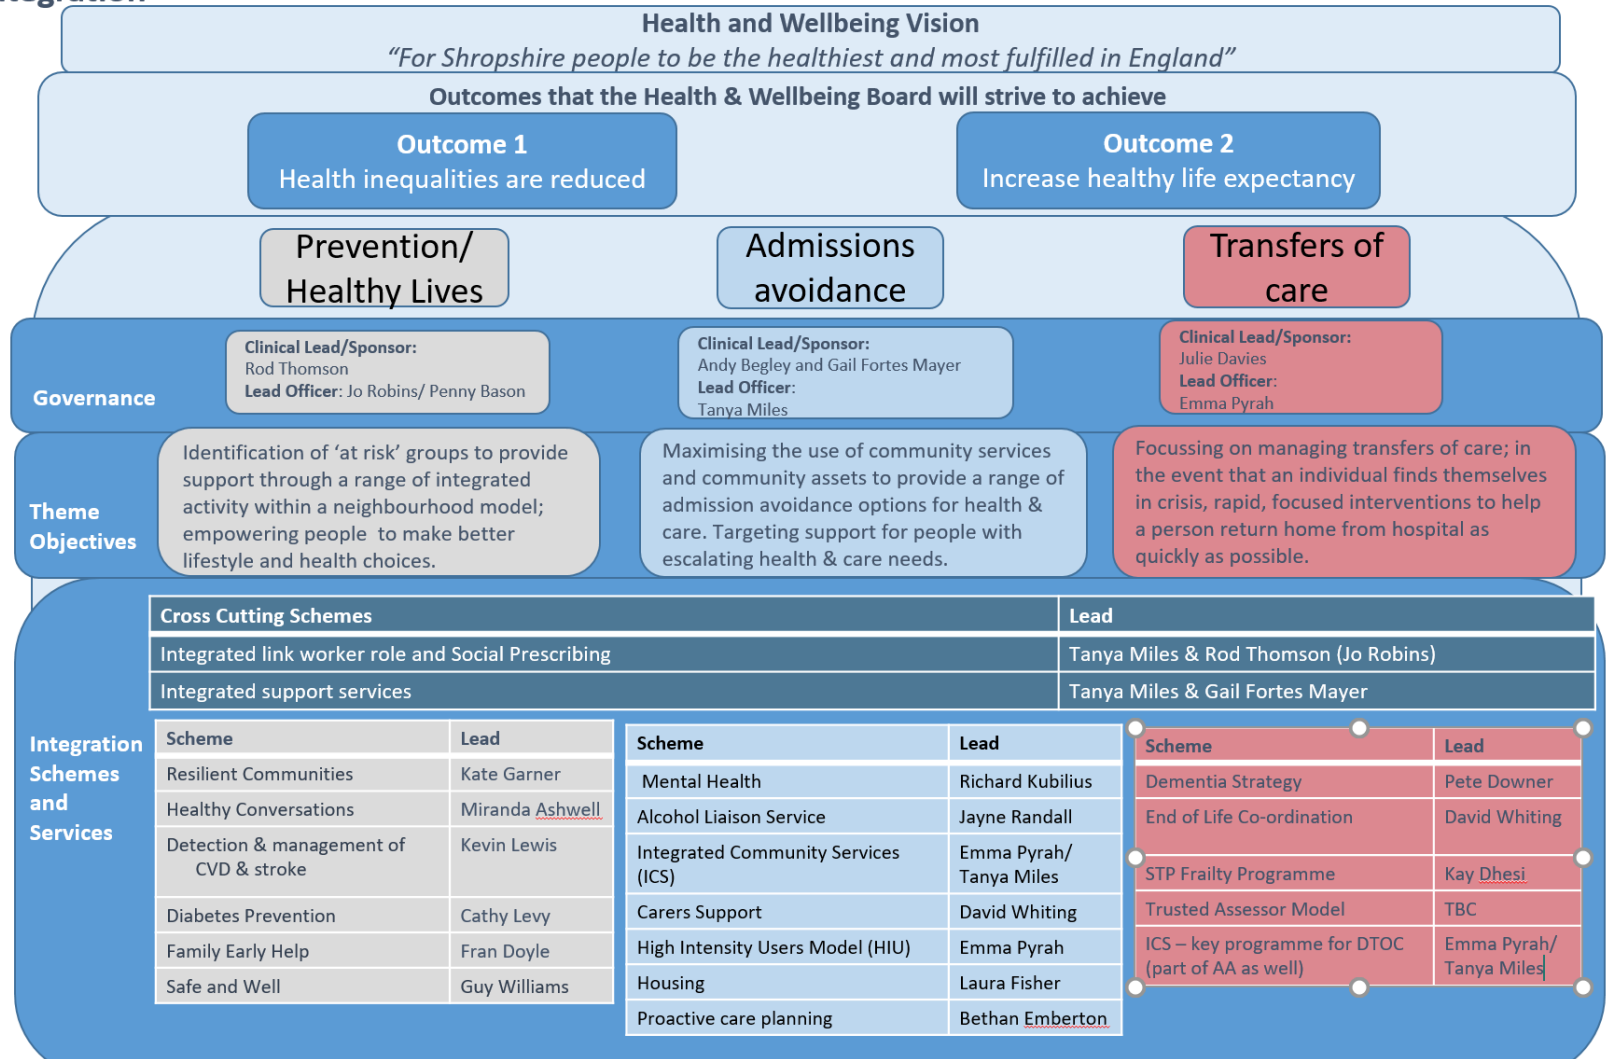 Health and Wellbeing Vision
“For Shropshire people to be the healthiest and most fulfilled in England”
Outcomes that the Health & Wellbeing Board will strive to achieve
Outcome 1
Health inequalities are reduced
Outcome 2
Increase healthy life expectancy
Prevention/
Healthy Lives
Admissions
avoidance
Transfers of
care
Governance
Clinical Lead/Sponsor:
Rod Thomson
Lead Officer: Jo Robins/ Penny Bason
Clinical Lead/Sponsor:
Andy Begley and Gail Fortes Mayer
Lead Officer:
Tanya Miles
Clinical Lead/Sponsor:
Julie Davies
Lead Officer:
Emma Pyrah
Theme
Objectives
Identification of ‘at risk’ groups to provide
support through a range of integrated
activity within a neighbourhood model;
empowering people to make better
lifestyle and health choices.
Maximising the use of community services
and community assets to provide a range of
admission avoidance options for health &
care. Targeting support for people with
escalating health & care needs.
Focussing on managing transfers of care; in
the event that an individual finds themselves
in crisis, rapid, focused interventions to help
a person return home from hospital as
quickly as possible.
Integration
Schemes
and
Services
Cross Cutting Schemes Lead
Integrated link worker role and Social Prescribing Tanya Miles & Rod Thomson (Jo Robins)
Integrated support services Tanya Miles & Gail Fortes Mayer
Scheme Lead
Resilient Communities Kate Garner
Healthy Conversations Miranda Ashwell
Detection & management of Kevin Lewis
CVD & stroke
Diabetes Prevention Cathy Levy
Family Early Help Fran Doyle
Safe and Well Guy Williams
Scheme Lead
Mental Health Richard Kubilius
Alcohol Liaison Service Jayne Randall
Integrated Community Services Emma Pyrah/
(ICS) Tanya Miles
Carers Support David Whiting
High Intensity Users Model (HIU) Emma Pyrah
Housing Laura Fisher
Proactive care planning Bethan Emberton
Scheme Lead
Dementia Strategy Pete Downer
End of Life Co-ordination David Whiting
STP Frailty Programme Kay Dhesi
Trusted Assessor Model TBC
ICS – key programme for DTOC Emma Pyrah/
(part of AA as well) Tanya Miles